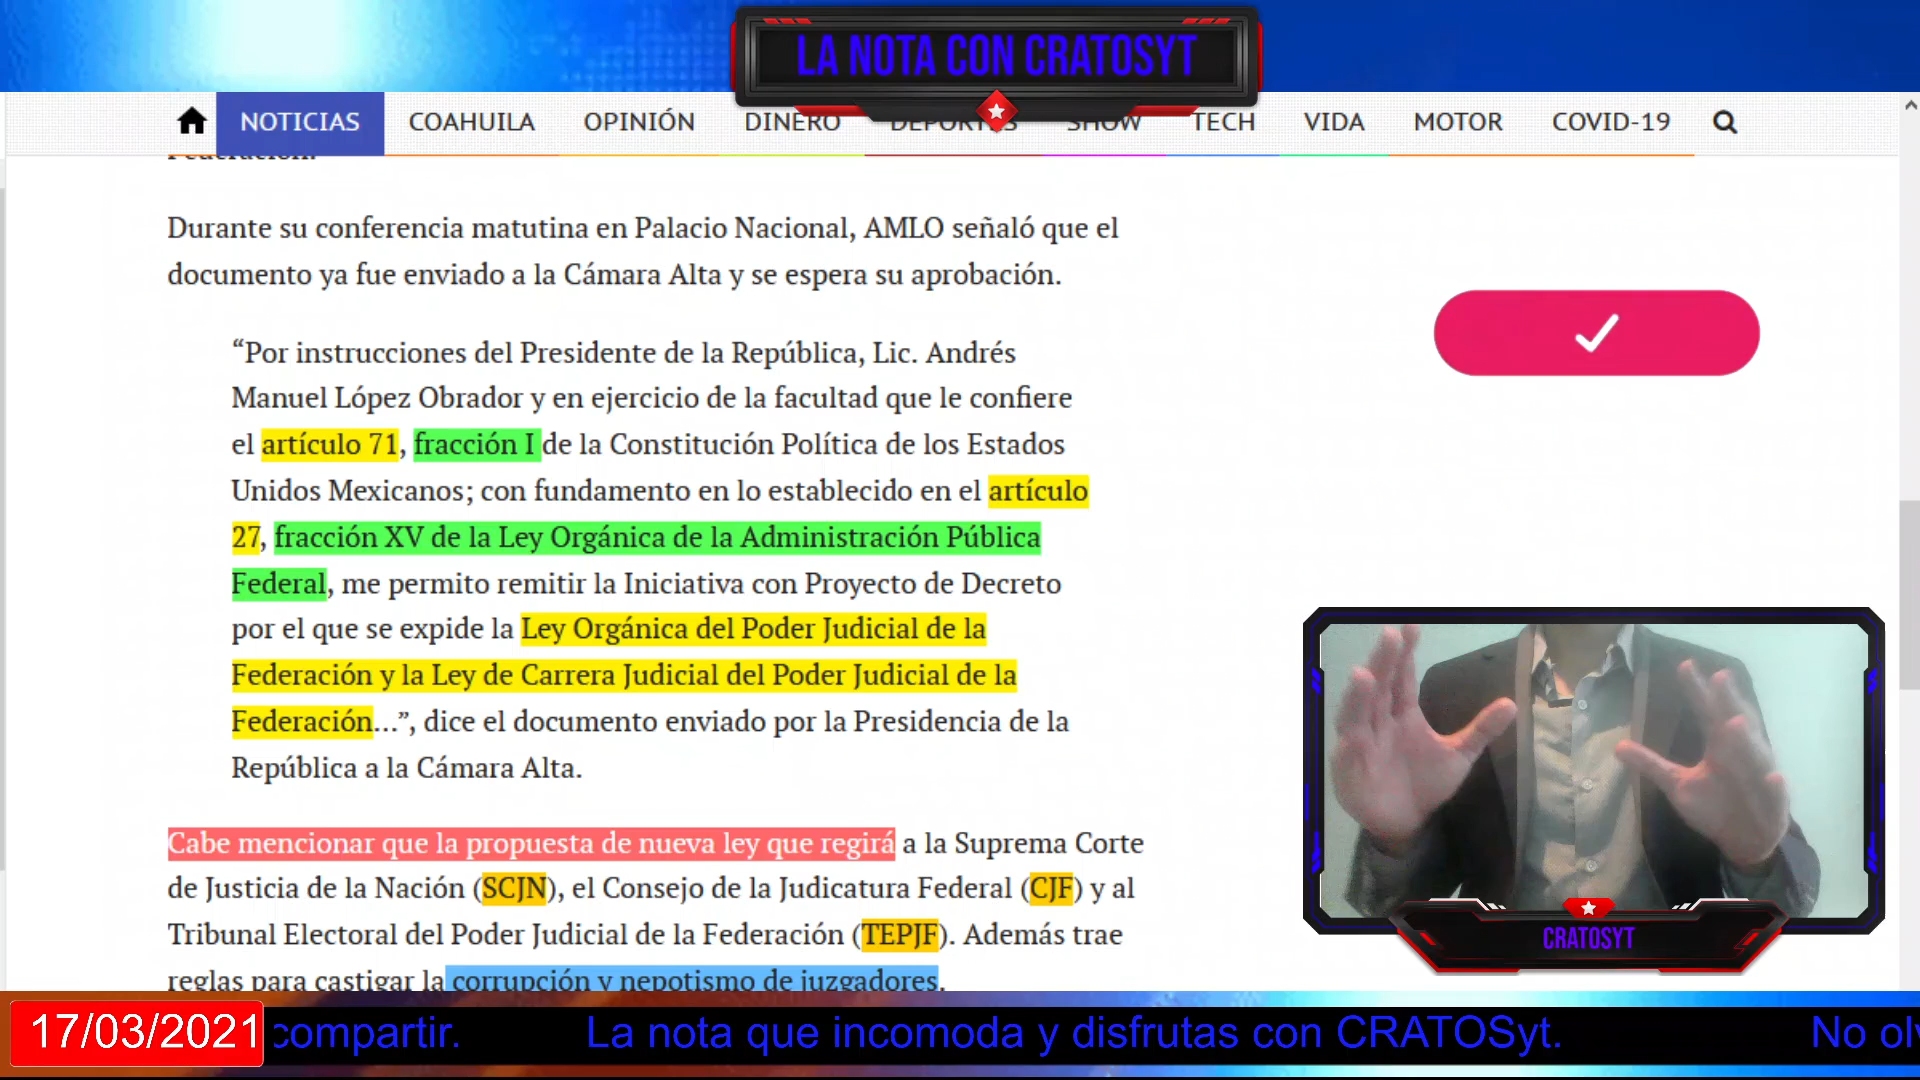 LA NOTA CON CRATOSYT
NOTICIAS COAHUILA OPINIÓN DINERO DEPORTES SHOW TECH VIDA MOTOR COVID-19
Federación.
Durante su conferencia matutina en Palacio Nacional, AMLO señaló que el
documento ya fue enviado a la Cámara Alta y se espera su aprobación.
“Por instrucciones del Presidente de la República, Lic. Andrés
Manuel López Obrador y en ejercicio de la facultad que le confiere
el artículo 71, fracción I de la Constitución Política de los Estados
Unidos Mexicanos; con fundamento en lo establecido en el artículo
27, fracción XV de la Ley Orgánica de la Administración Pública
Federal, me permito remitir la Iniciativa con Proyecto de Decreto
por el que se expide la Ley Orgánica del Poder Judicial de la
Federación y la Ley de Carrera Judicial del Poder Judicial de la
Federación...”, dice el documento enviado por la Presidencia de la
República a la Cámara Alta.
Cabe mencionar que la propuesta de nueva ley que regirá a la Suprema Corte
de Justicia de la Nación (SCJN), el Consejo de la Judicatura Federal (CJF) y al
Tribunal Electoral del Poder Judicial de la Federación (TEPJF). Además trae
reglas para castigar la corrupción y nepotismo de juzgadores.
CRATOSYT
17/03/2021 compartir. La nota que incomoda y disfrutas con CRATOSyt. No olv